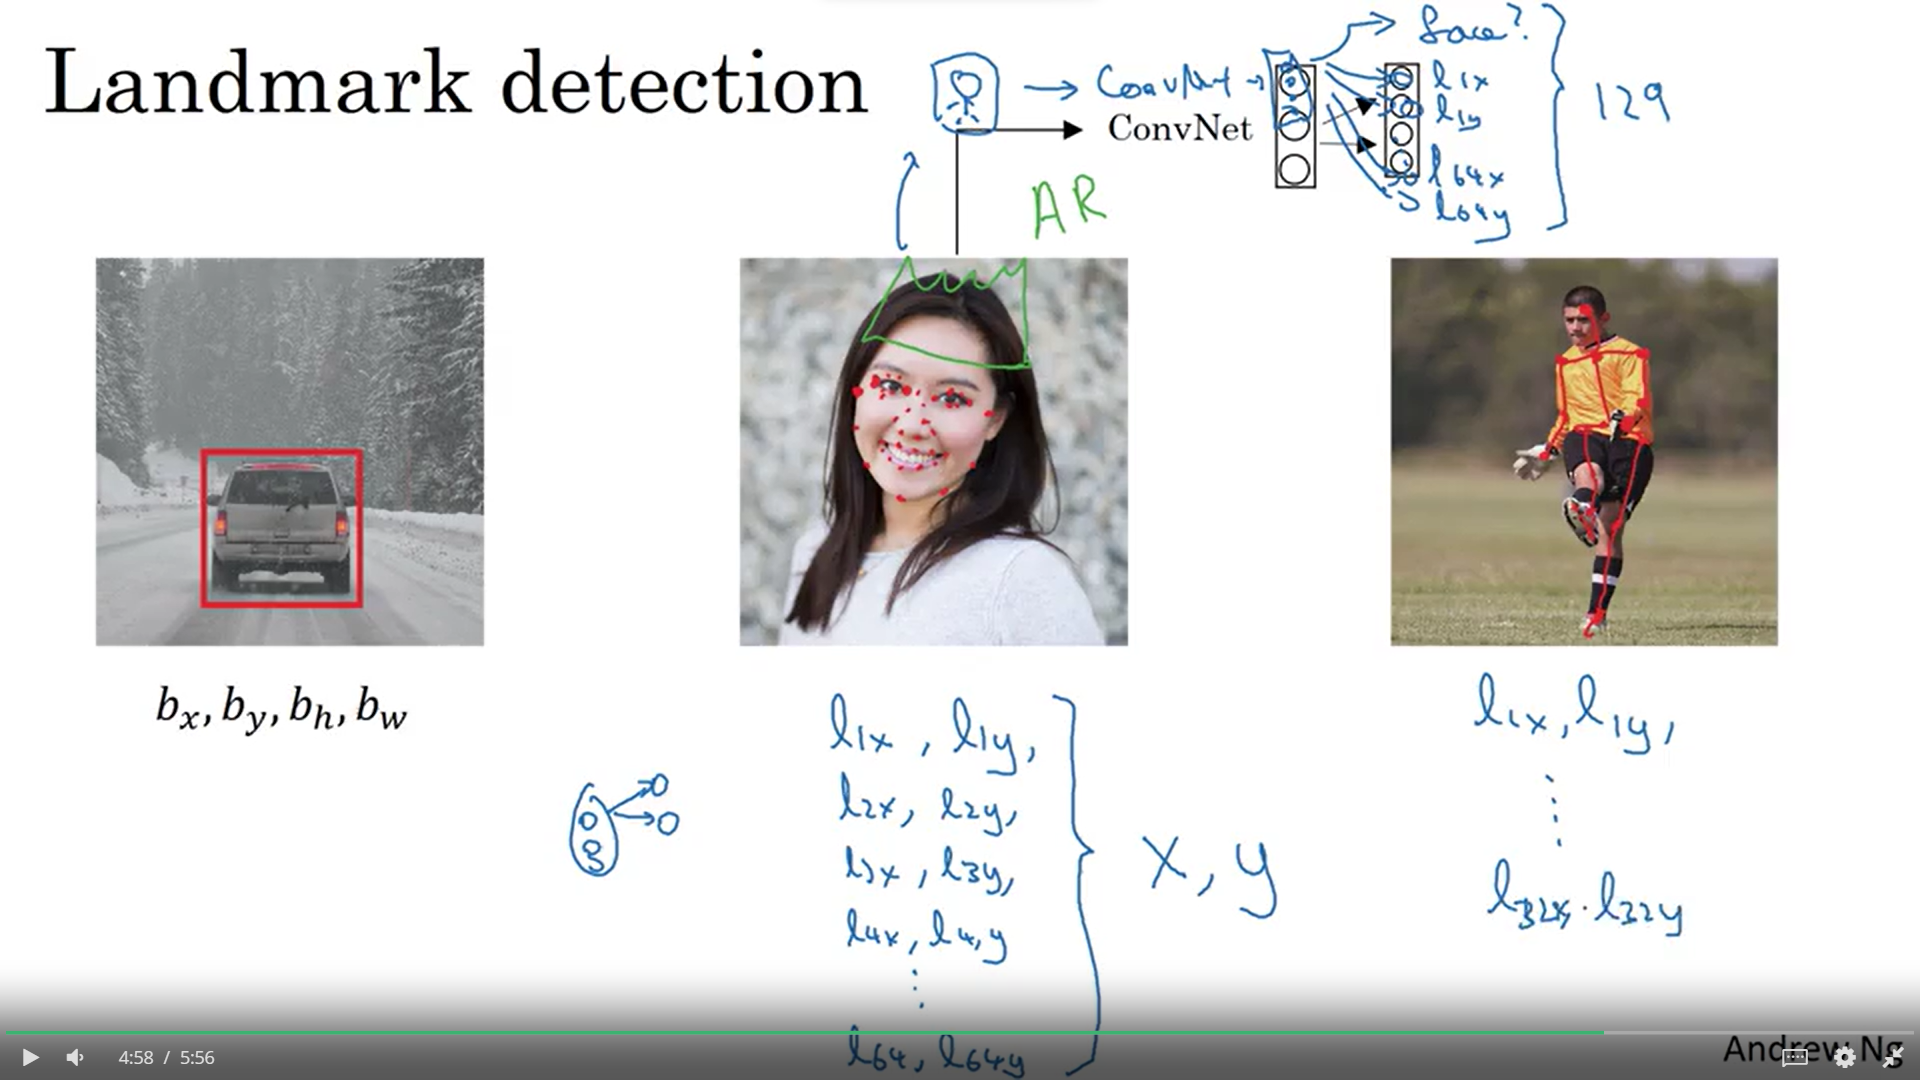 Landmark detection
→ ConvNet →
ConvNet
face?
l1x
l1y
l64x
l64y
129
AR
bx, by, bh, bw
l1x, l1y,
l2x, l2y,
l3x, l3y,
l4x, l4,y
⋮
l64, l64y
x, y
l1x, l1y,
⋮
l32x, l32y
Andrew Ng
4:58 / 5:56